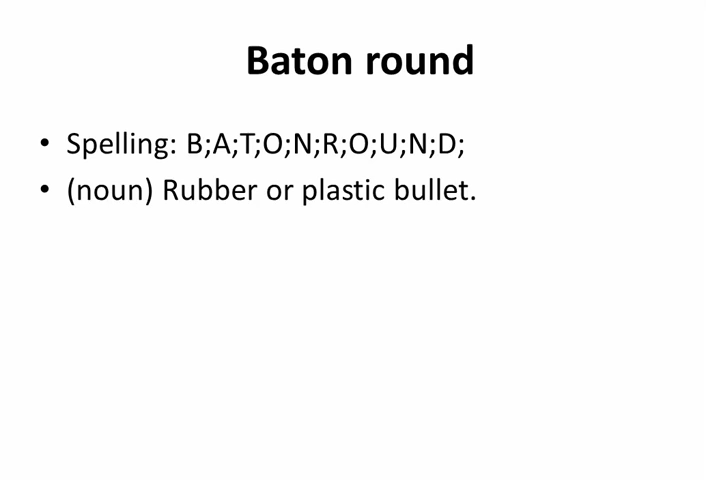 Baton round
• Spelling: B;A;T;O;N;R;O;U;N;D;
• (noun) Rubber or plastic bullet.